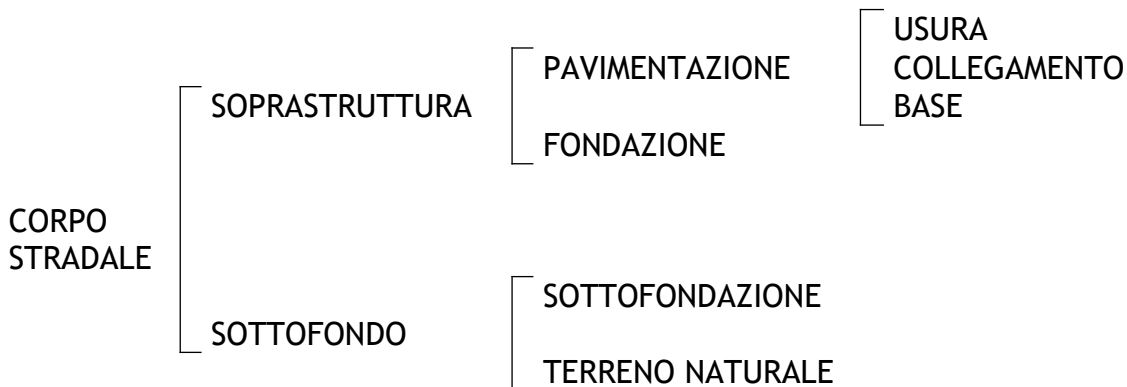 USURA
PAVIMENTAZIONE
COLLEGAMENTO
SOPRASTRUTTURA
BASE
FONDAZIONE
CORPO
STRADALE
SOTTOFONDAZIONE
SOTTOFONDO
TERRENO NATURALE